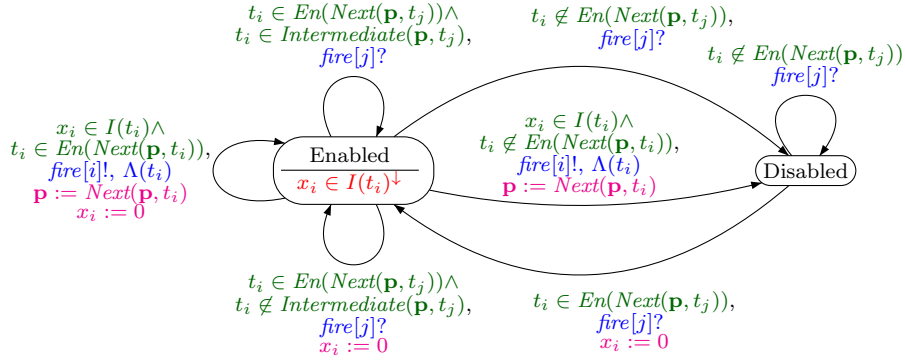 t_i ∈ En(Next(p, t_j))∧
t_i ∈ Intermediate(p, t_j),
fire[j]?
t_i ∉ En(Next(p, t_j)),
fire[j]?
t_i ∉ En(Next(p, t_j))
fire[j]?
x_i ∈ I(t_i)∧
t_i ∈ En(Next(p, t_i)),
fire[i]!, Λ(t_i)
p := Next(p, t_i)
x_i := 0
Enabled
x_i ∈ I(t_i)↓
x_i ∈ I(t_i)∧
t_i ∉ En(Next(p, t_i)),
fire[i]!, Λ(t_i)
p := Next(p, t_i)
Disabled
t_i ∈ En(Next(p, t_j))∧
t_i ∉ Intermediate(p, t_j),
fire[j]?
x_i := 0
t_i ∈ En(Next(p, t_j)),
fire[j]?
x_i := 0